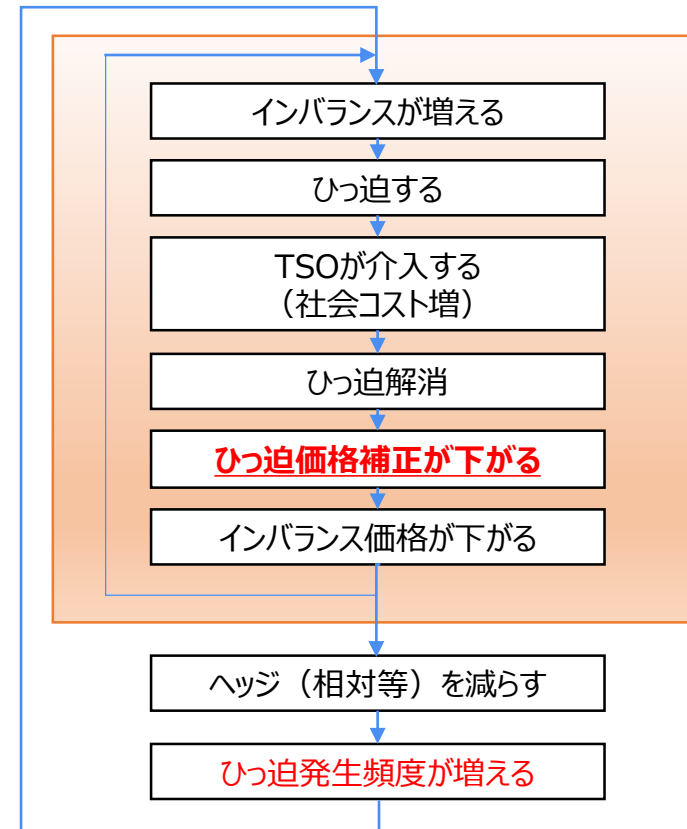 インバランスが増える
ひっ迫する
TSOが介入する
（社会コスト増）
ひっ迫解消
ひっ迫価格補正が下がる
インバランス価格が下がる
ヘッジ（相対等）を減らす
ひっ迫発生頻度が増える